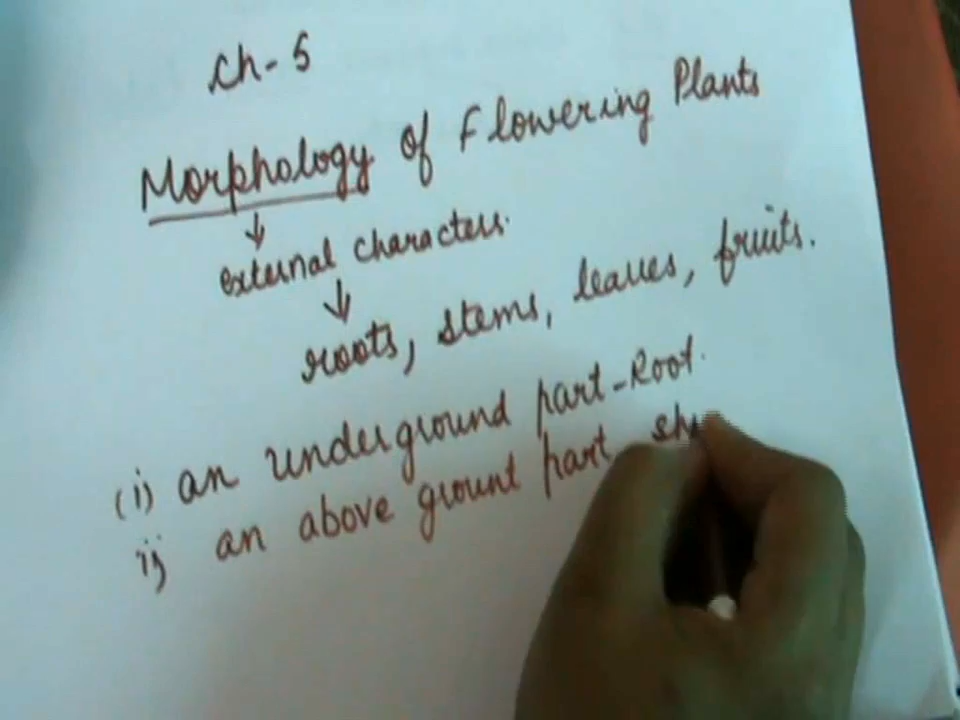 Ch-5
Morphology of Flowering Plants
↓
external characters.
↓
roots, stems, leaves, fruits.
(i) an underground part-Root.
ii) an above grount part